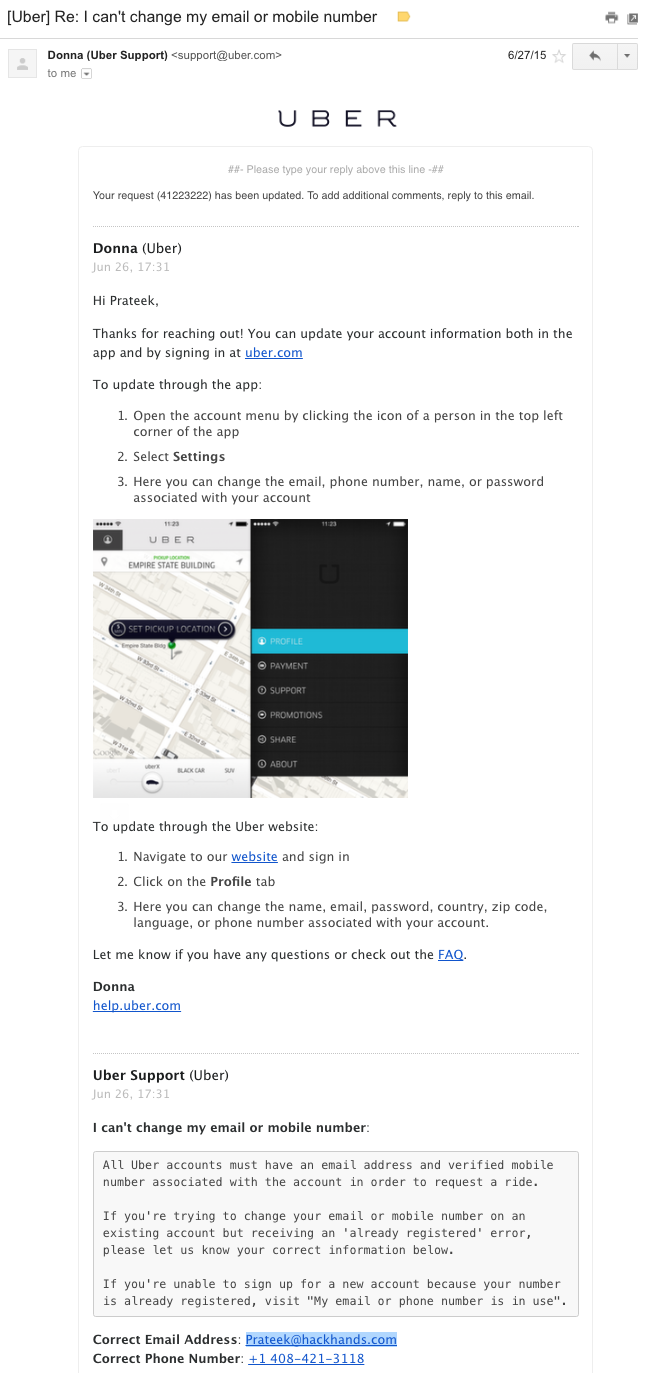 [Uber] Re: I can't change my email or mobile number
Donna (Uber Support) <support@uber.com>
6/27/15
to me
UBER
##- Please type your reply above this line -##
Your request (41223222) has been updated. To add additional comments, reply to this email.
Donna (Uber)
Jun 26, 17:31
Hi Prateek,
Thanks for reaching out! You can update your account information both in the
app and by signing in at uber.com
To update through the app:
1. Open the account menu by clicking the icon of a person in the top left
corner of the app
2. Select Settings
3. Here you can change the email, phone number, name, or password
associated with your account
11:23
11:23
UBER
PICKUP LOCATION
EMPIRE STATE BUILDING
W 34th St
SET PICKUP LOCATION
Empire State Bldg
E 34th St
W 33rd St
E 33rd St
W 32nd St
E 32nd St
W 31st St
Google
uberX
BLACK CAR
SUV
PROFILE
PAYMENT
SUPPORT
PROMOTIONS
SHARE
ABOUT
To update through the Uber website:
1. Navigate to our website and sign in
2. Click on the Profile tab
3. Here you can change the name, email, password, country, zip code,
language, or phone number associated with your account.
Let me know if you have any questions or check out the FAQ.
Donna
help.uber.com
Uber Support (Uber)
Jun 26, 17:31
I can't change my email or mobile number:
All Uber accounts must have an email address and verified mobile
number associated with the account in order to request a ride.
If you're trying to change your email or mobile number on an
existing account but receiving an 'already registered' error,
please let us know your correct information below.
If you're unable to sign up for a new account because your number
is already registered, visit "My email or phone number is in use".
Correct Email Address: Prateek@hackhands.com
Correct Phone Number: +1 408-421-3118